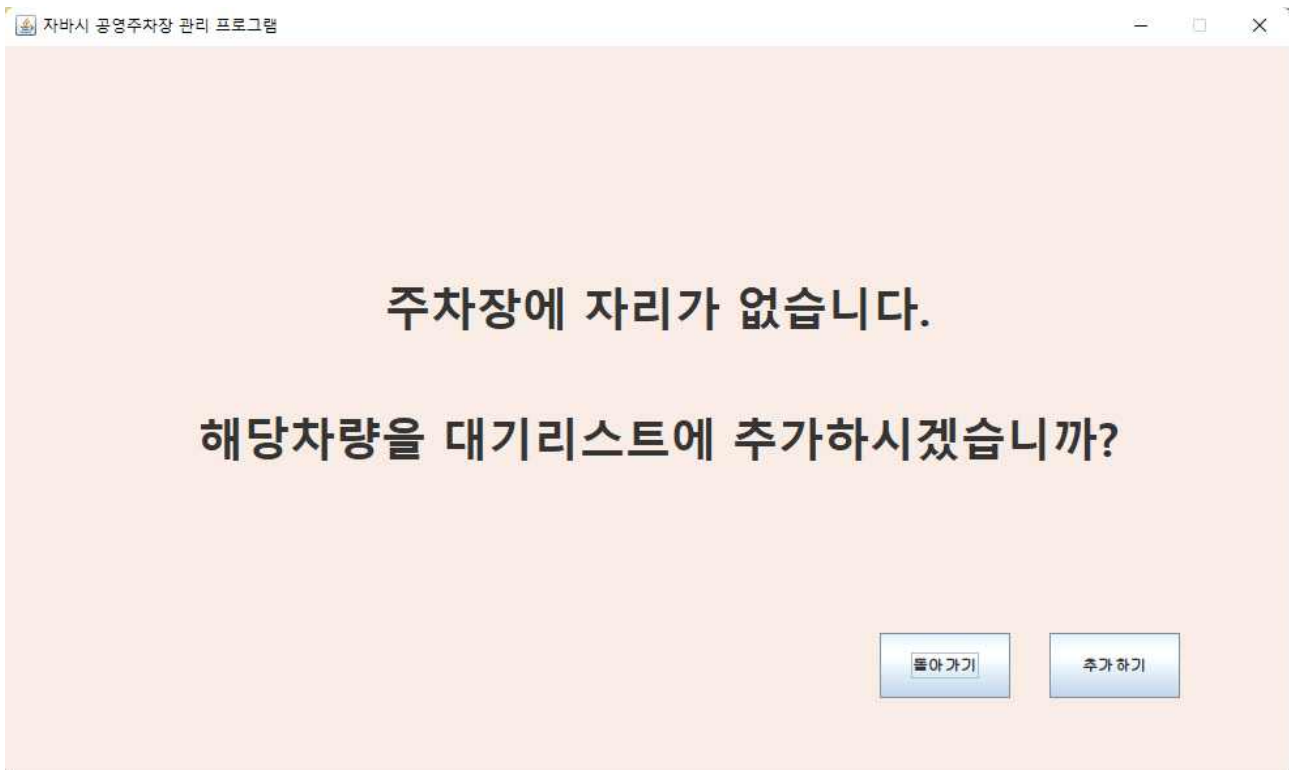 자바시 공영주차장 관리 프로그램
주차장에 자리가 없습니다.
해당차량을 대기리스트에 추가하시겠습니까?
돌아가기
추가하기